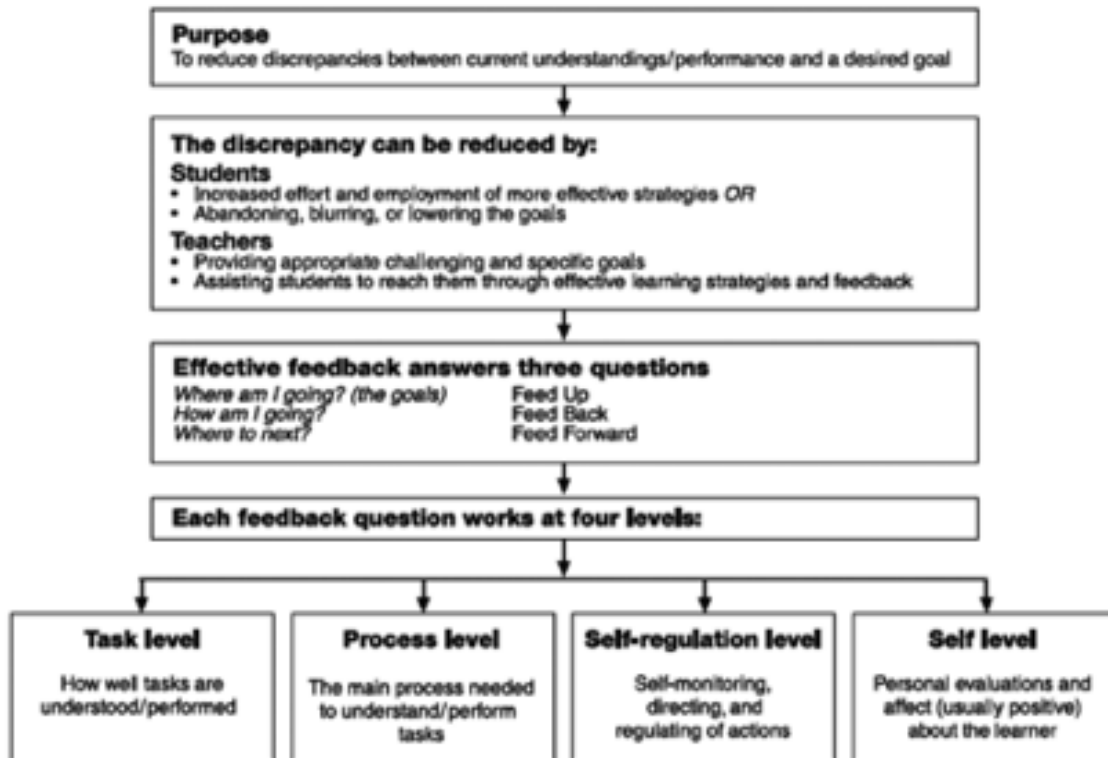 Purpose
To reduce discrepancies between current understandings/performance and a desired goal
The discrepancy can be reduced by:
Students
• Increased effort and employment of more effective strategies OR
• Abandoning, blurring, or lowering the goals
Teachers
• Providing appropriate challenging and specific goals
• Assisting students to reach them through effective learning strategies and feedback
Effective feedback answers three questions
Where am I going? (the goals) Feed Up
How am I going? Feed Back
Where to next? Feed Forward
Each feedback question works at four levels:
Task level
How well tasks are
understood/performed
Process level
The main process needed
to understand/perform
tasks
Self-regulation level
Self-monitoring,
directing, and
regulating of actions
Self level
Personal evaluations and
affect (usually positive)
about the learner